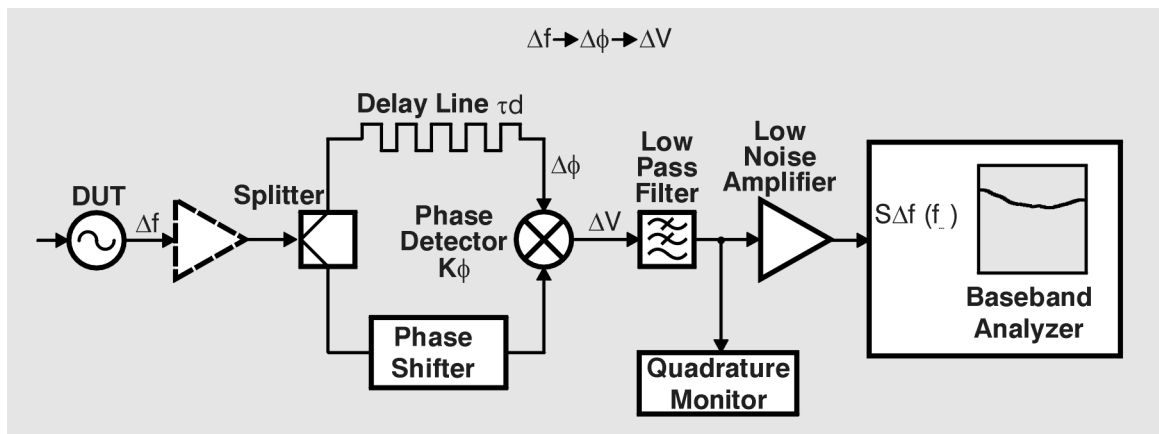 Δf→Δϕ→ΔV
Delay Line τd
Δϕ
Low
Pass
Filter
Low
Noise
Amplifier
DUT
Δf
Splitter
Phase
Detector
Kϕ
ΔV
SΔf (f_)
Baseband
Analyzer
Phase
Shifter
Quadrature
Monitor